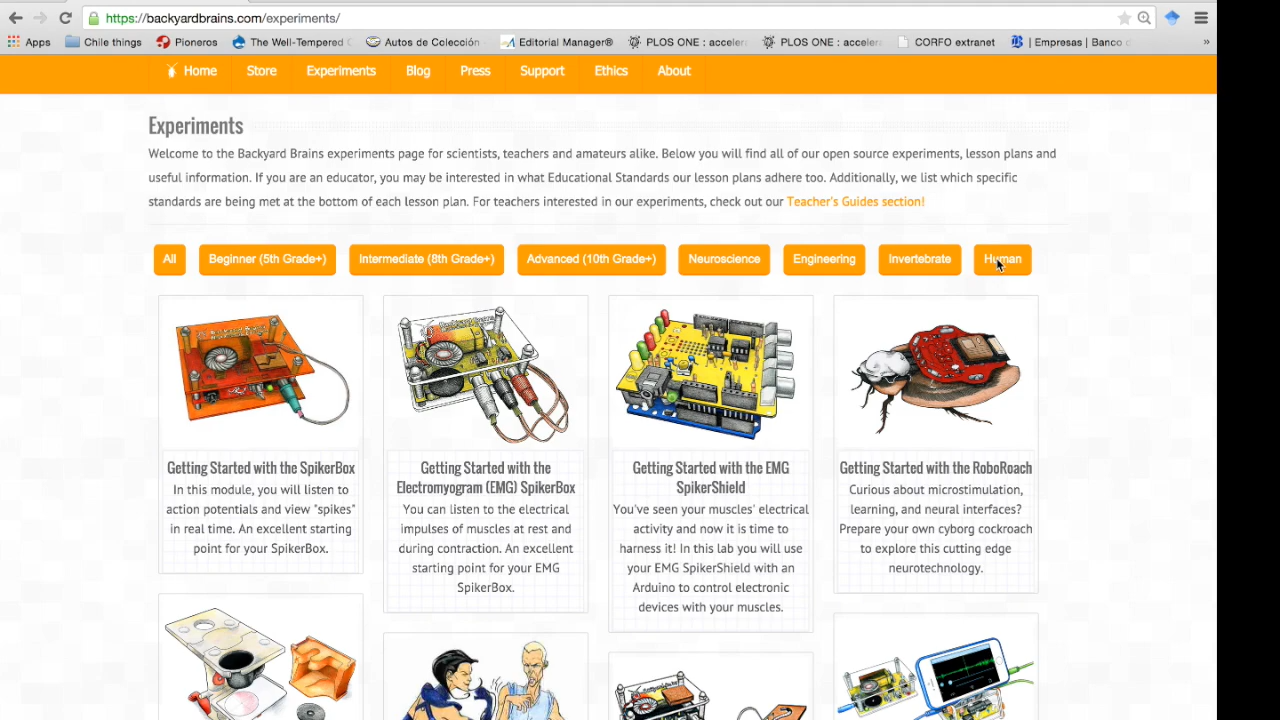 https://backyardbrains.com/experiments/
Apps Chile things Pioneros The Well-Tempered Autos de Colección Editorial Manager® PLOS ONE : acceler PLOS ONE : accelera CORFO extranet | Empresas | Banco »
Home Store Experiments Blog Press Support Ethics About
Experiments
Welcome to the Backyard Brains experiments page for scientists, teachers and amateurs alike. Below you will find all of our open source experiments, lesson plans and
useful information. If you are an educator, you may be interested in what Educational Standards our lesson plans adhere too. Additionally, we list which specific
standards are being met at the bottom of each lesson plan. For teachers interested in our experiments, check out our Teacher's Guides section!
All Beginner (5th Grade+) Intermediate (8th Grade+) Advanced (10th Grade+) Neuroscience Engineering Invertebrate Human
Getting Started with the SpikerBox
In this module, you will listen to
action potentials and view "spikes"
in real time. An excellent starting
point for your SpikerBox.
Getting Started with the
Electromyogram (EMG) SpikerBox
You can listen to the electrical
impulses of muscles at rest and
during contraction. An excellent
starting point for your EMG
SpikerBox.
Getting Started with the EMG
SpikerShield
You've seen your muscles' electrical
activity and now it is time to
harness it! In this lab you will use
your EMG SpikerShield with an
Arduino to control electronic
devices with your muscles.
Getting Started with the RoboRoach
Curious about microstimulation,
learning, and neural interfaces?
Prepare your own cyborg cockroach
to explore this cutting edge
neurotechnology.